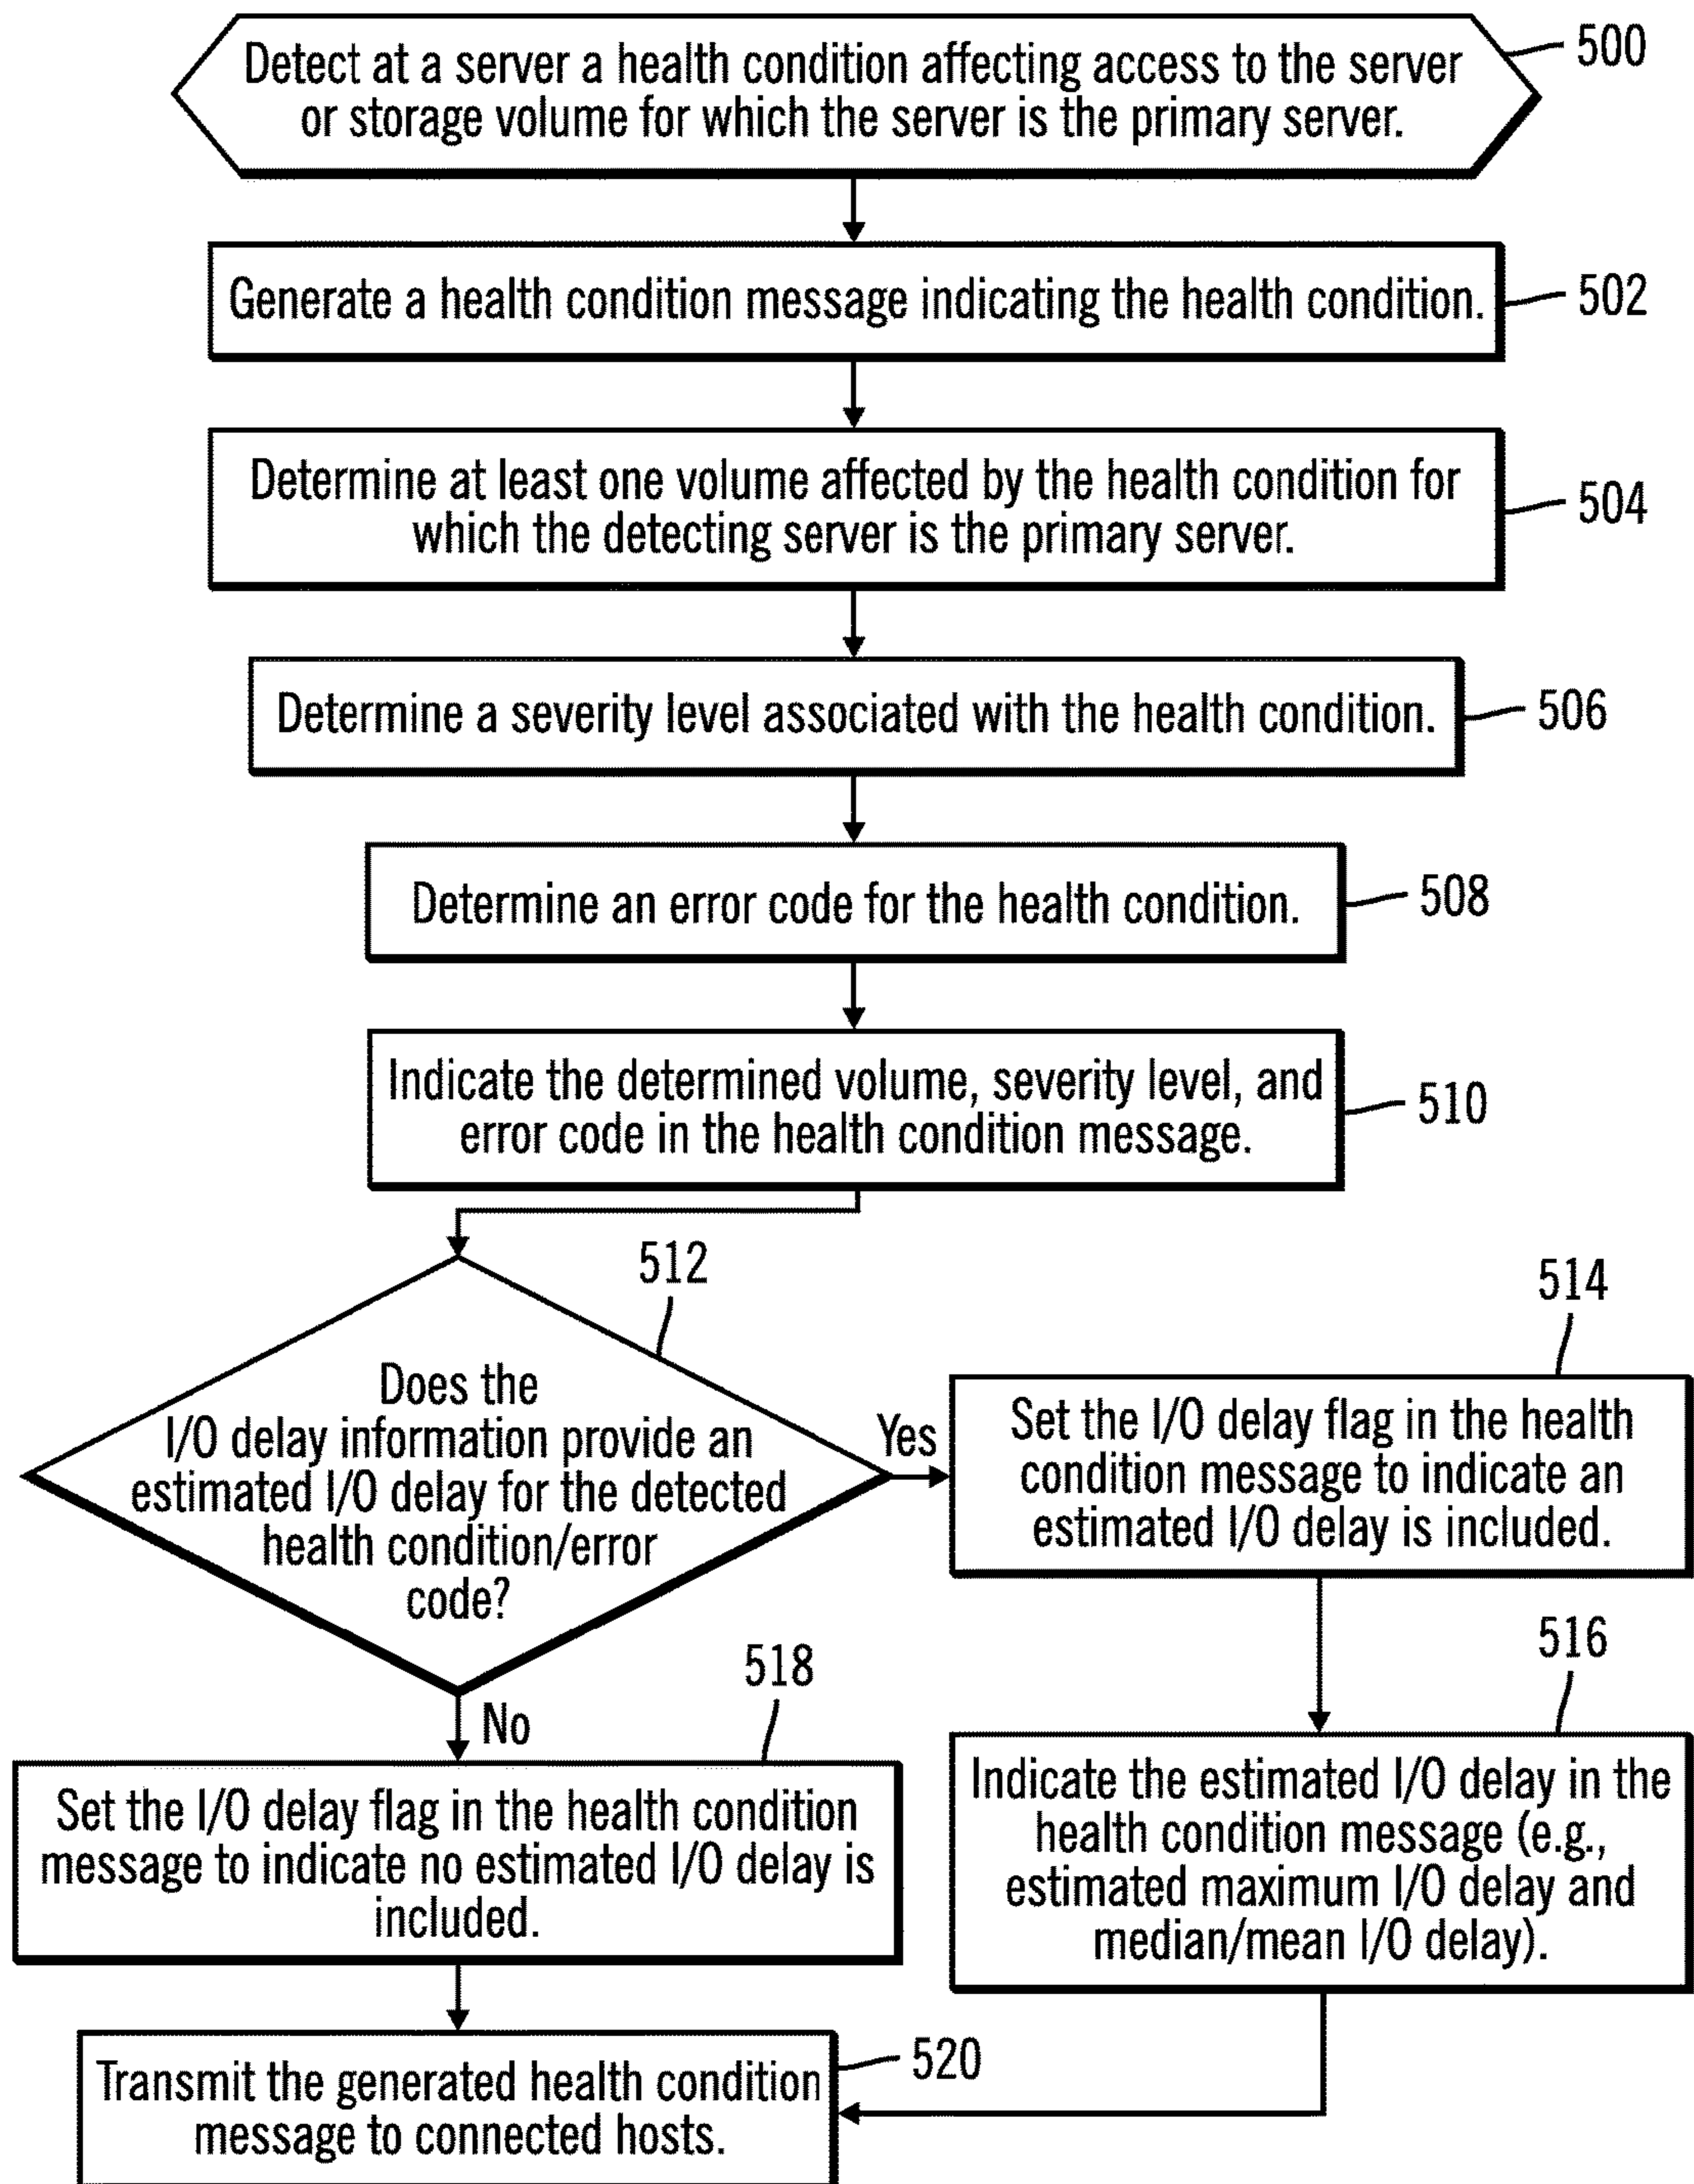 Detect at a server a health condition affecting access to the server
or storage volume for which the server is the primary server.
500
Generate a health condition message indicating the health condition.
502
Determine at least one volume affected by the health condition for
which the detecting server is the primary server.
504
Determine a severity level associated with the health condition.
506
Determine an error code for the health condition.
508
Indicate the determined volume, severity level, and
error code in the health condition message.
510
512
Does the
I/O delay information provide an
estimated I/O delay for the detected
health condition/error
code?
Yes
514
Set the I/O delay flag in the health
condition message to indicate an
estimated I/O delay is included.
516
Indicate the estimated I/O delay in the
health condition message (e.g.,
estimated maximum I/O delay and
median/mean I/O delay).
No
518
Set the I/O delay flag in the health condition
message to indicate no estimated I/O delay is
included.
520
Transmit the generated health condition
message to connected hosts.